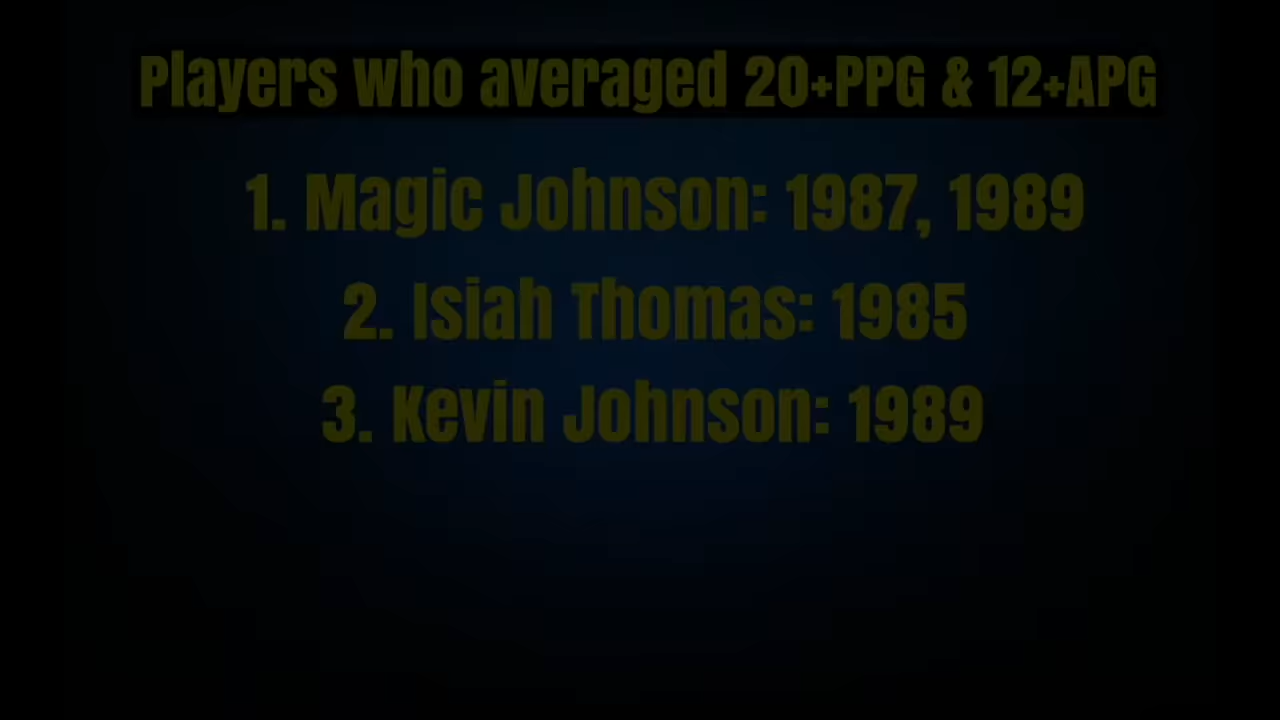 Players who averaged 20+PPG & 12+APG
1. Magic Johnson: 1987, 1989
2. Isiah Thomas: 1985
3. Kevin Johnson: 1989